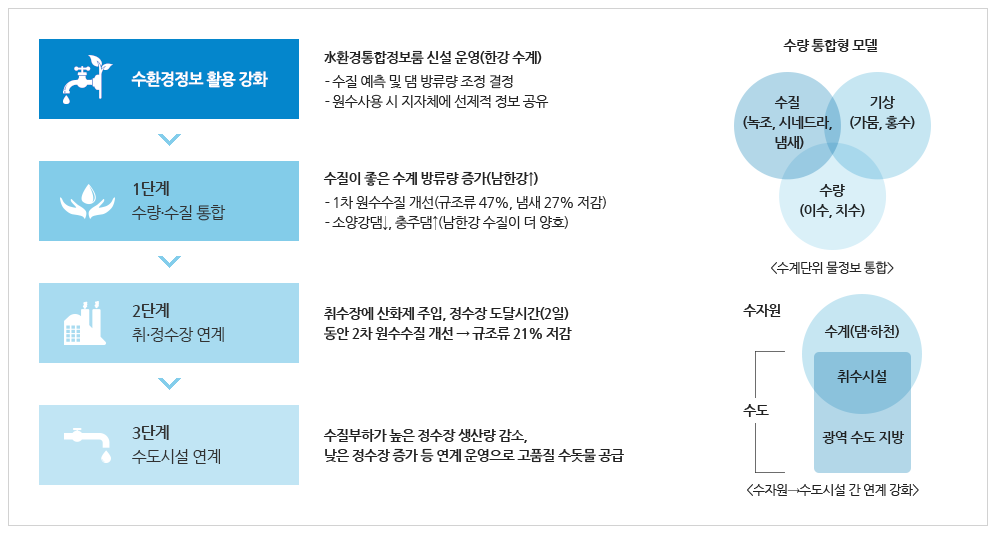 수환경정보 활용 강화
水환경통합정보룸 신설 운영(한강 수계)
- 수질 예측 및 댐 방류량 조정 결정
- 원수사용 시 지자체에 선제적 정보 공유
1단계
수량·수질 통합
수질이 좋은 수계 방류량 증가(남한강↑)
- 1차 원수수질 개선(규조류 47%, 냄새 27% 저감)
- 소양강댐↓, 충주댐↑(남한강 수질이 더 양호)
2단계
취·정수장 연계
취수장에 산화제 주입, 정수장 도달시간(2일)
동안 2차 원수수질 개선 → 규조류 21% 저감
3단계
수도시설 연계
수질부하가 높은 정수장 생산량 감소,
낮은 정수장 증가 등 연계 운영으로 고품질 수돗물 공급
수량 통합형 모델
수질
(녹조, 시네드라,
냄새)
기상
(가뭄, 홍수)
수량
(이수, 치수)
<수계단위 물정보 통합>
수자원
수계(댐·하천)
취수시설
수도
광역 수도 지방
<수자원→수도시설 간 연계 강화>